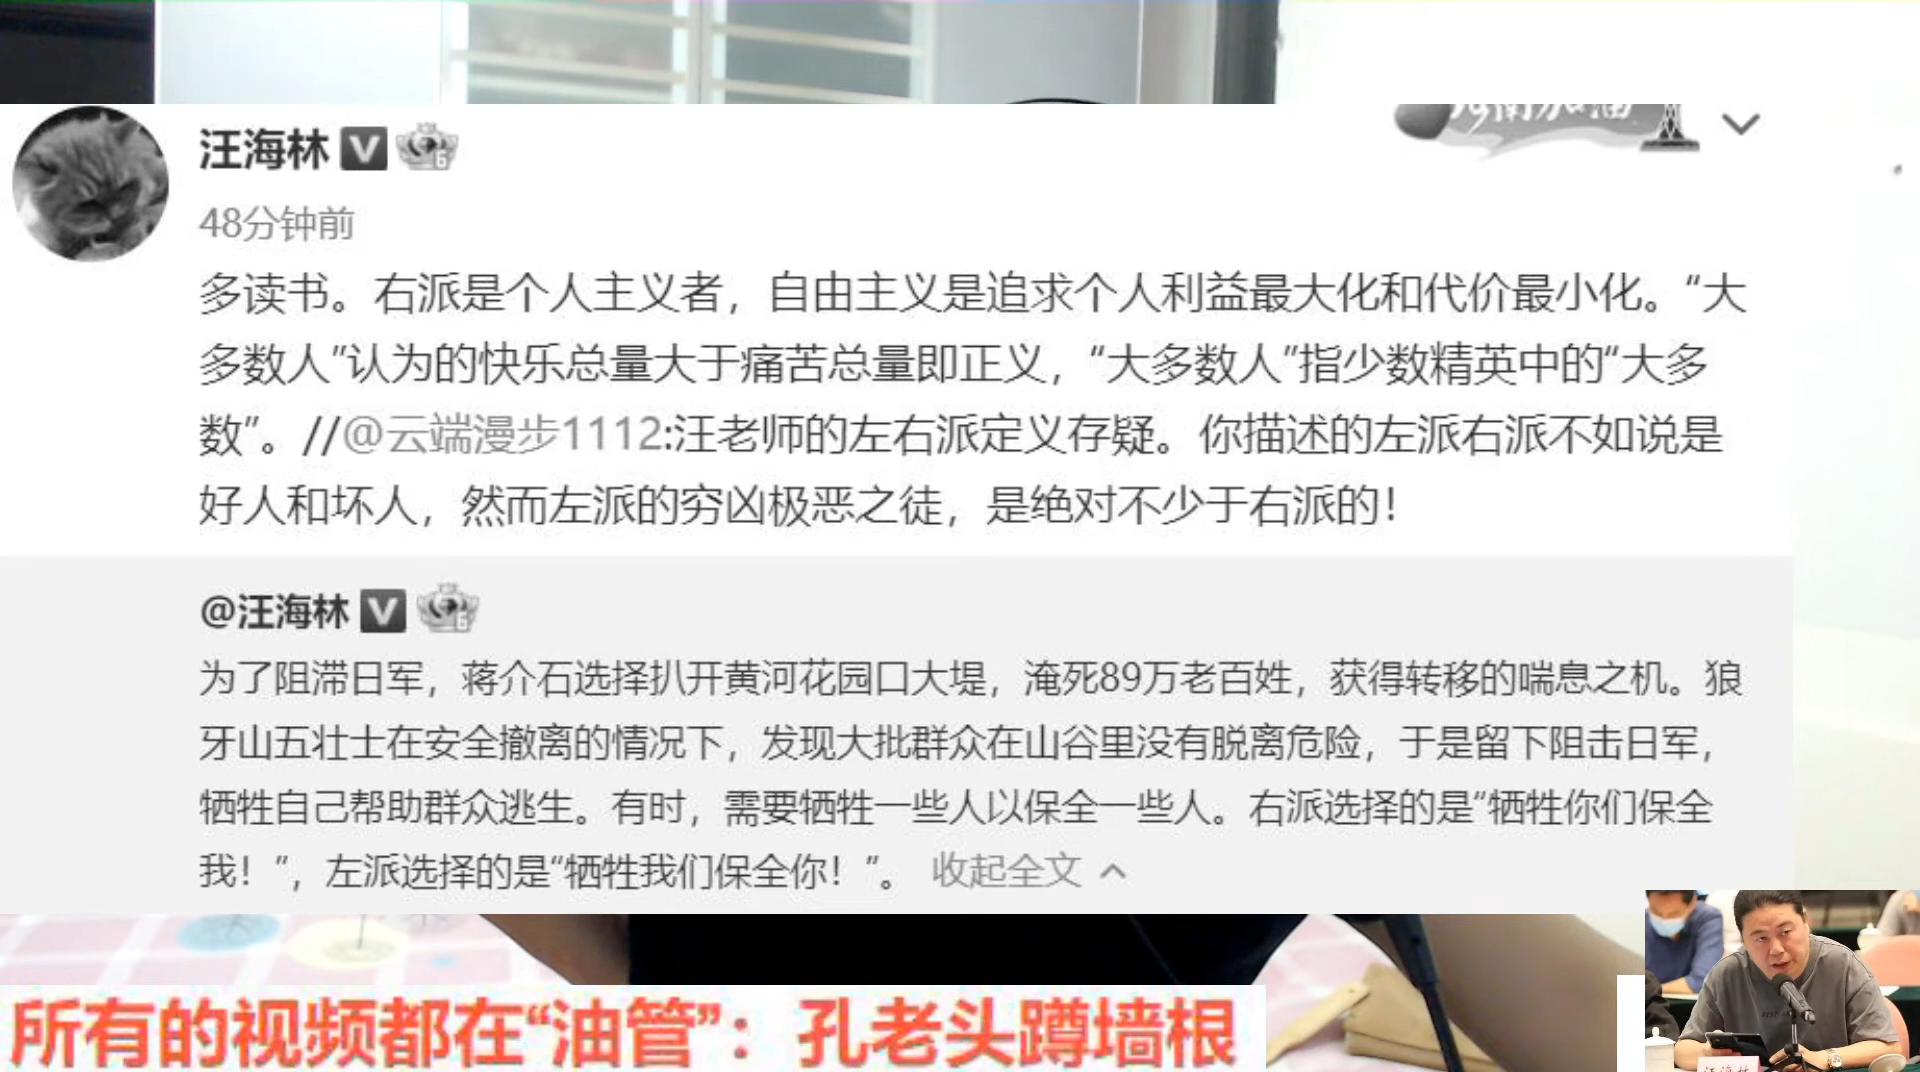 汪海林
48分钟前
多读书。右派是个人主义者，自由主义是追求个人利益最大化和代价最小化。“大
多数人”认为的快乐总量大于痛苦总量即正义，“大多数人”指少数精英中的“大多
数”。//@云端漫步1112:汪老师的左右派定义存疑。你描述的左派右派不如说是
好人和坏人，然而左派的穷凶极恶之徒，是绝对不少于右派的！
@汪海林
为了阻滞日军，蒋介石选择扒开黄河花园口大堤，淹死89万老百姓，获得转移的喘息之机。狼
牙山五壮士在安全撤离的情况下，发现大批群众在山谷里没有脱离危险，于是留下阻击日军，
牺牲自己帮助群众逃生。有时，需要牺牲一些人以保全一些人。右派选择的是“牺牲你们保全
我！”，左派选择的是“牺牲我们保全你！”。 收起全文
所有的视频都在“油管”：孔老头蹲墙根